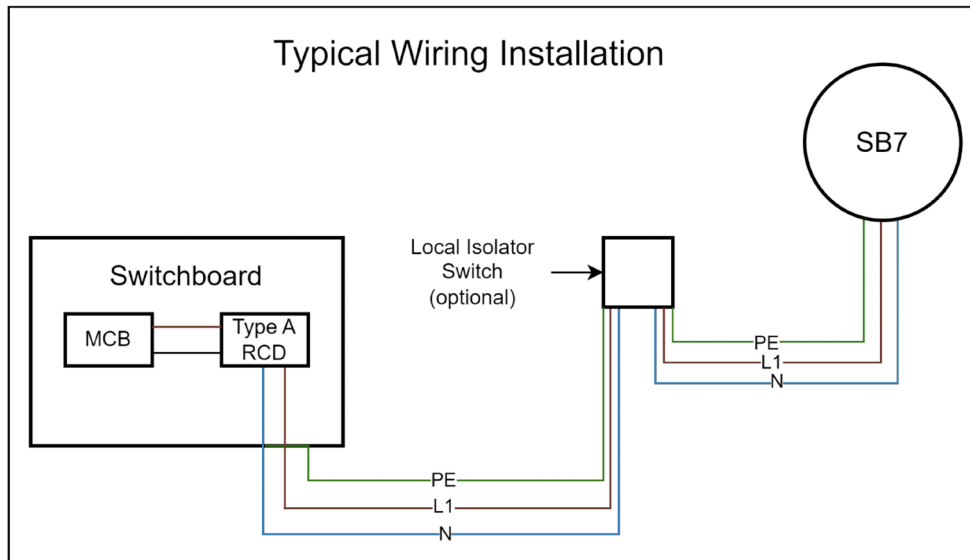 Typical Wiring Installation
SB7
Local Isolator
Switch
(optional)
Switchboard
MCB
Type A
RCD
PE
L1
N
PE
L1
N